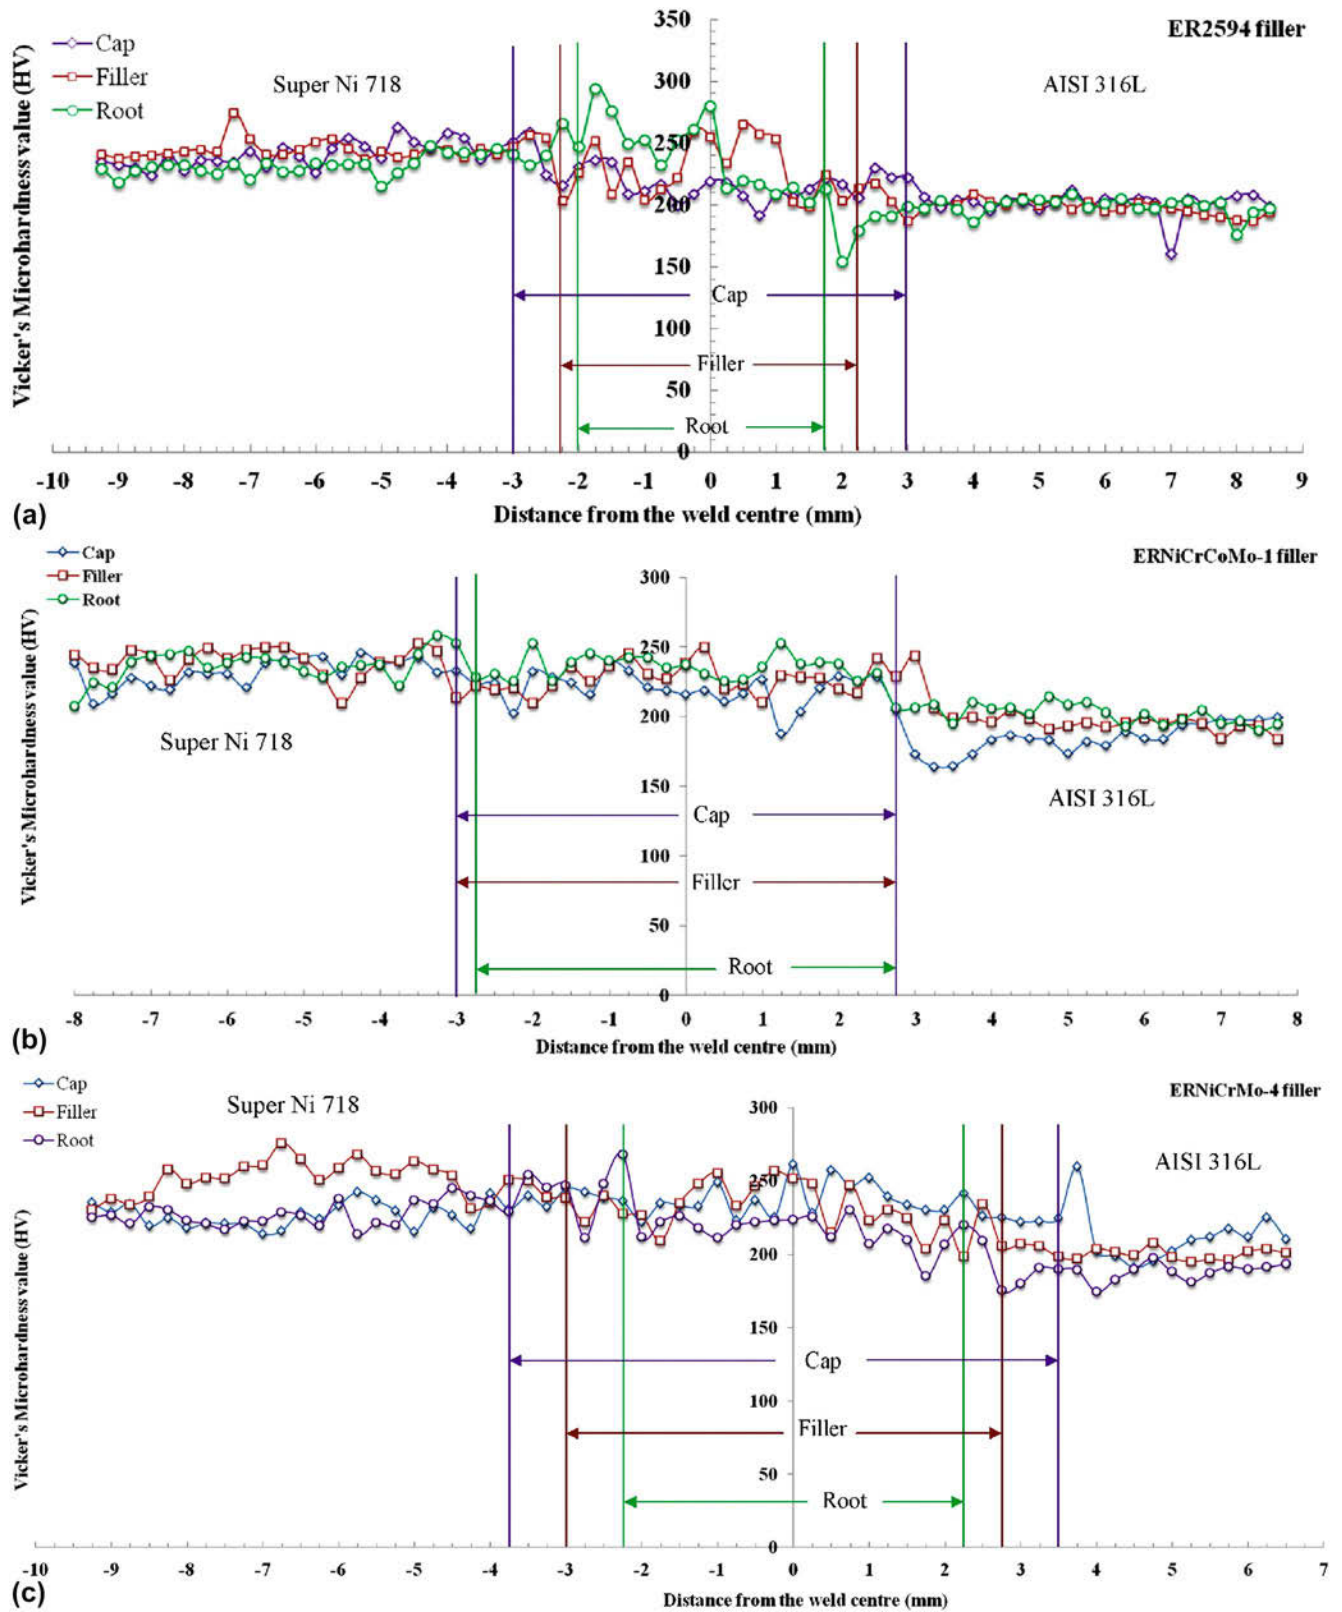 350
ER2594 filler
Cap
Filler
Root
Super Ni 718
AISI 316L
300
250
200
150
100
50
0
Vicker's Microhardness value (HV)
Cap
Filler
Root
-10 -9 -8 -7 -6 -5 -4 -3 -2 -1 0 1 2 3 4 5 6 7 8 9
(a)
Distance from the weld centre (mm)
Cap
Filler
Root
ERNiCrCoMo-1 filler
300
250
200
150
100
50
0
Vicker's Microhardness value (HV)
Super Ni 718
AISI 316L
Cap
Filler
Root
-8 -7 -6 -5 -4 -3 -2 -1 0 1 2 3 4 5 6 7 8
(b)
Distance from the weld centre (mm)
Cap
Filler
Root
Super Ni 718
ERNiCrMo-4 filler
AISI 316L
300
250
200
150
100
50
0
Vicker's Microhardness value (HV)
Cap
Filler
Root
-10 -9 -8 -7 -6 -5 -4 -3 -2 -1 0 1 2 3 4 5 6 7
(c)
Distance from the weld centre (mm)